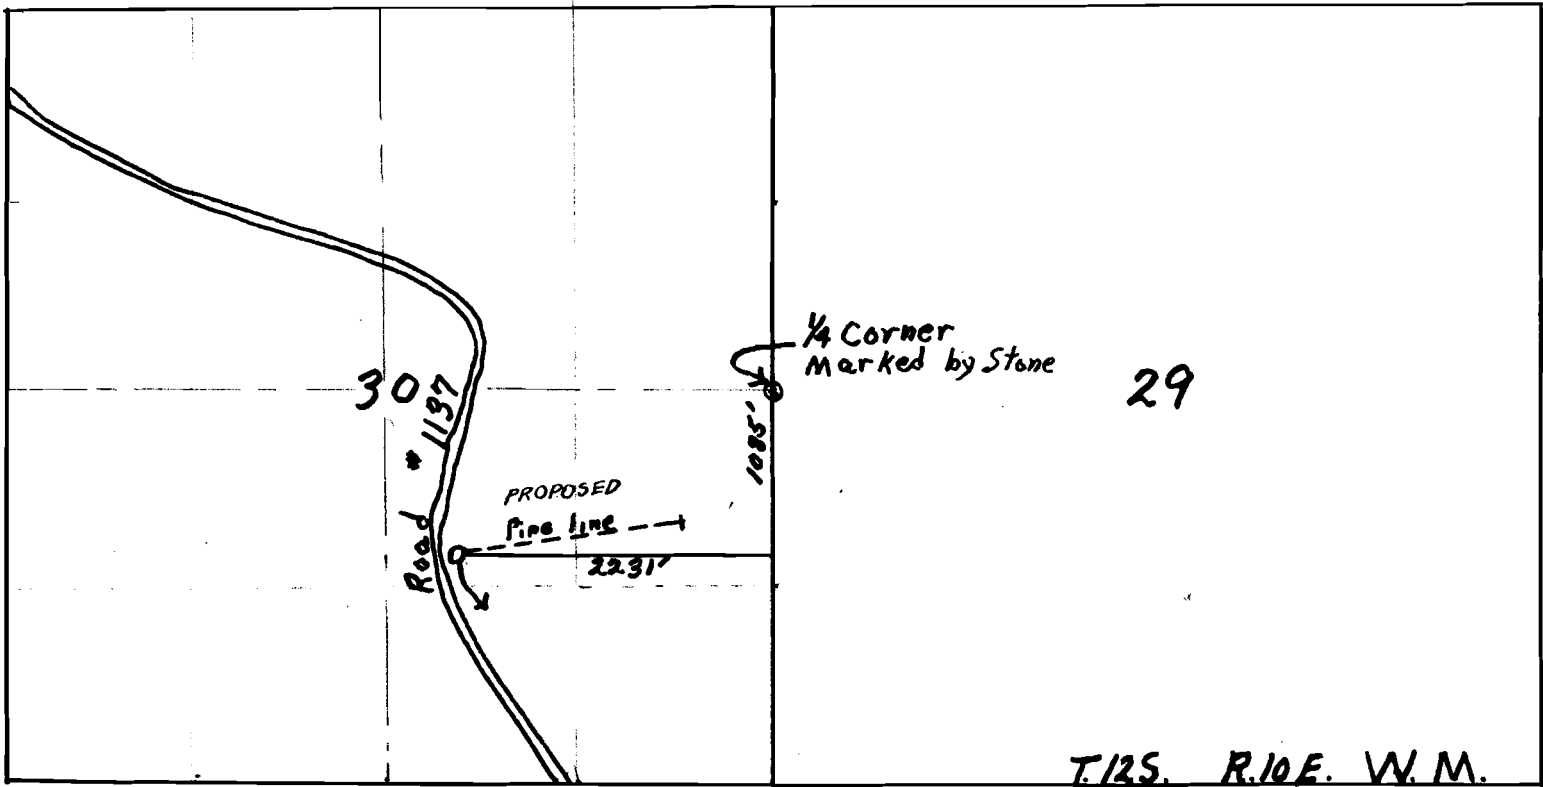 1/4 Corner
Marked by Stone
30
29
Road # 1137
1085'
PROPOSED
Pipe line
2231'
T.12S. R.10E. W.M.